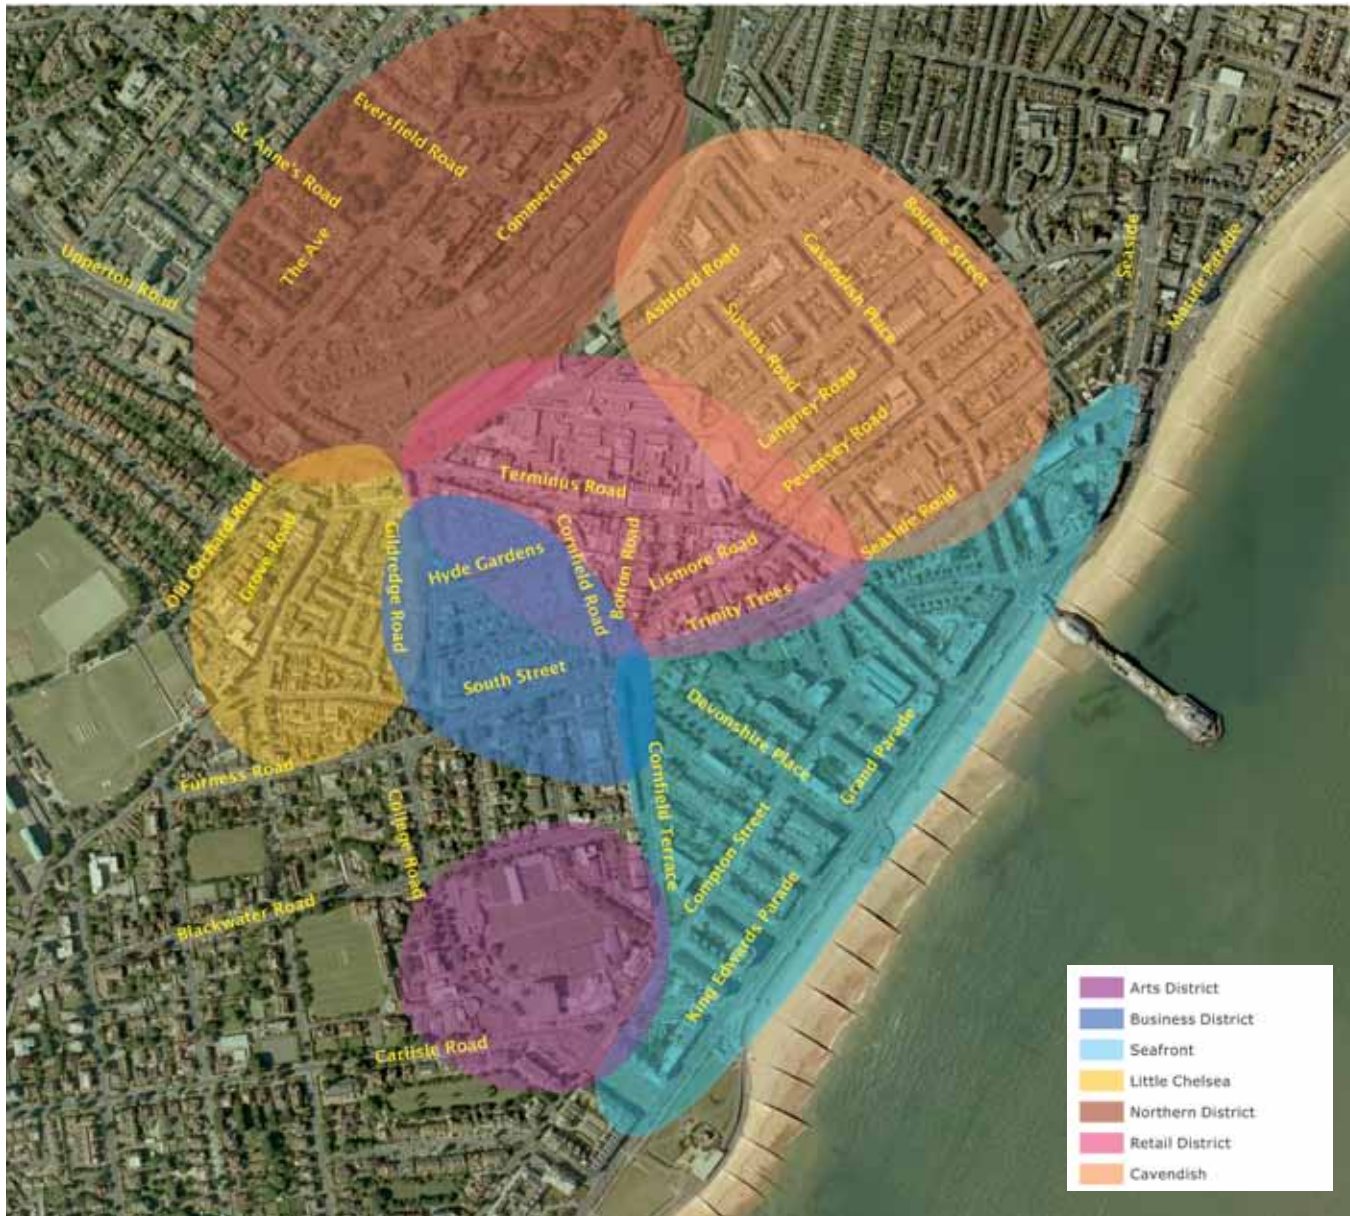 Eversfield Road
St. Anne's Road
Commercial Road
The Ave
Upperton Road
Bourne Street
Cavendish Place
Ashford Road
Susans Road
Langney Road
Pevensey Road
Seaside Road
Seaside
Marine Parade
Terminus Road
Old Orchard Road
Grove Road
Gildredge Road
Hyde Gardens
Cornfield Road
Bolton Road
Lismore Road
Trinity Trees
South Street
Devonshire Place
Grand Parede
Furness Road
College Road
Cornfield Terrace
Compton Street
Blackwater Road
King Edwards Parade
Carlisle Road
Arts District
Business District
Seafront
Little Chelsea
Northern District
Retail District
Cavendish